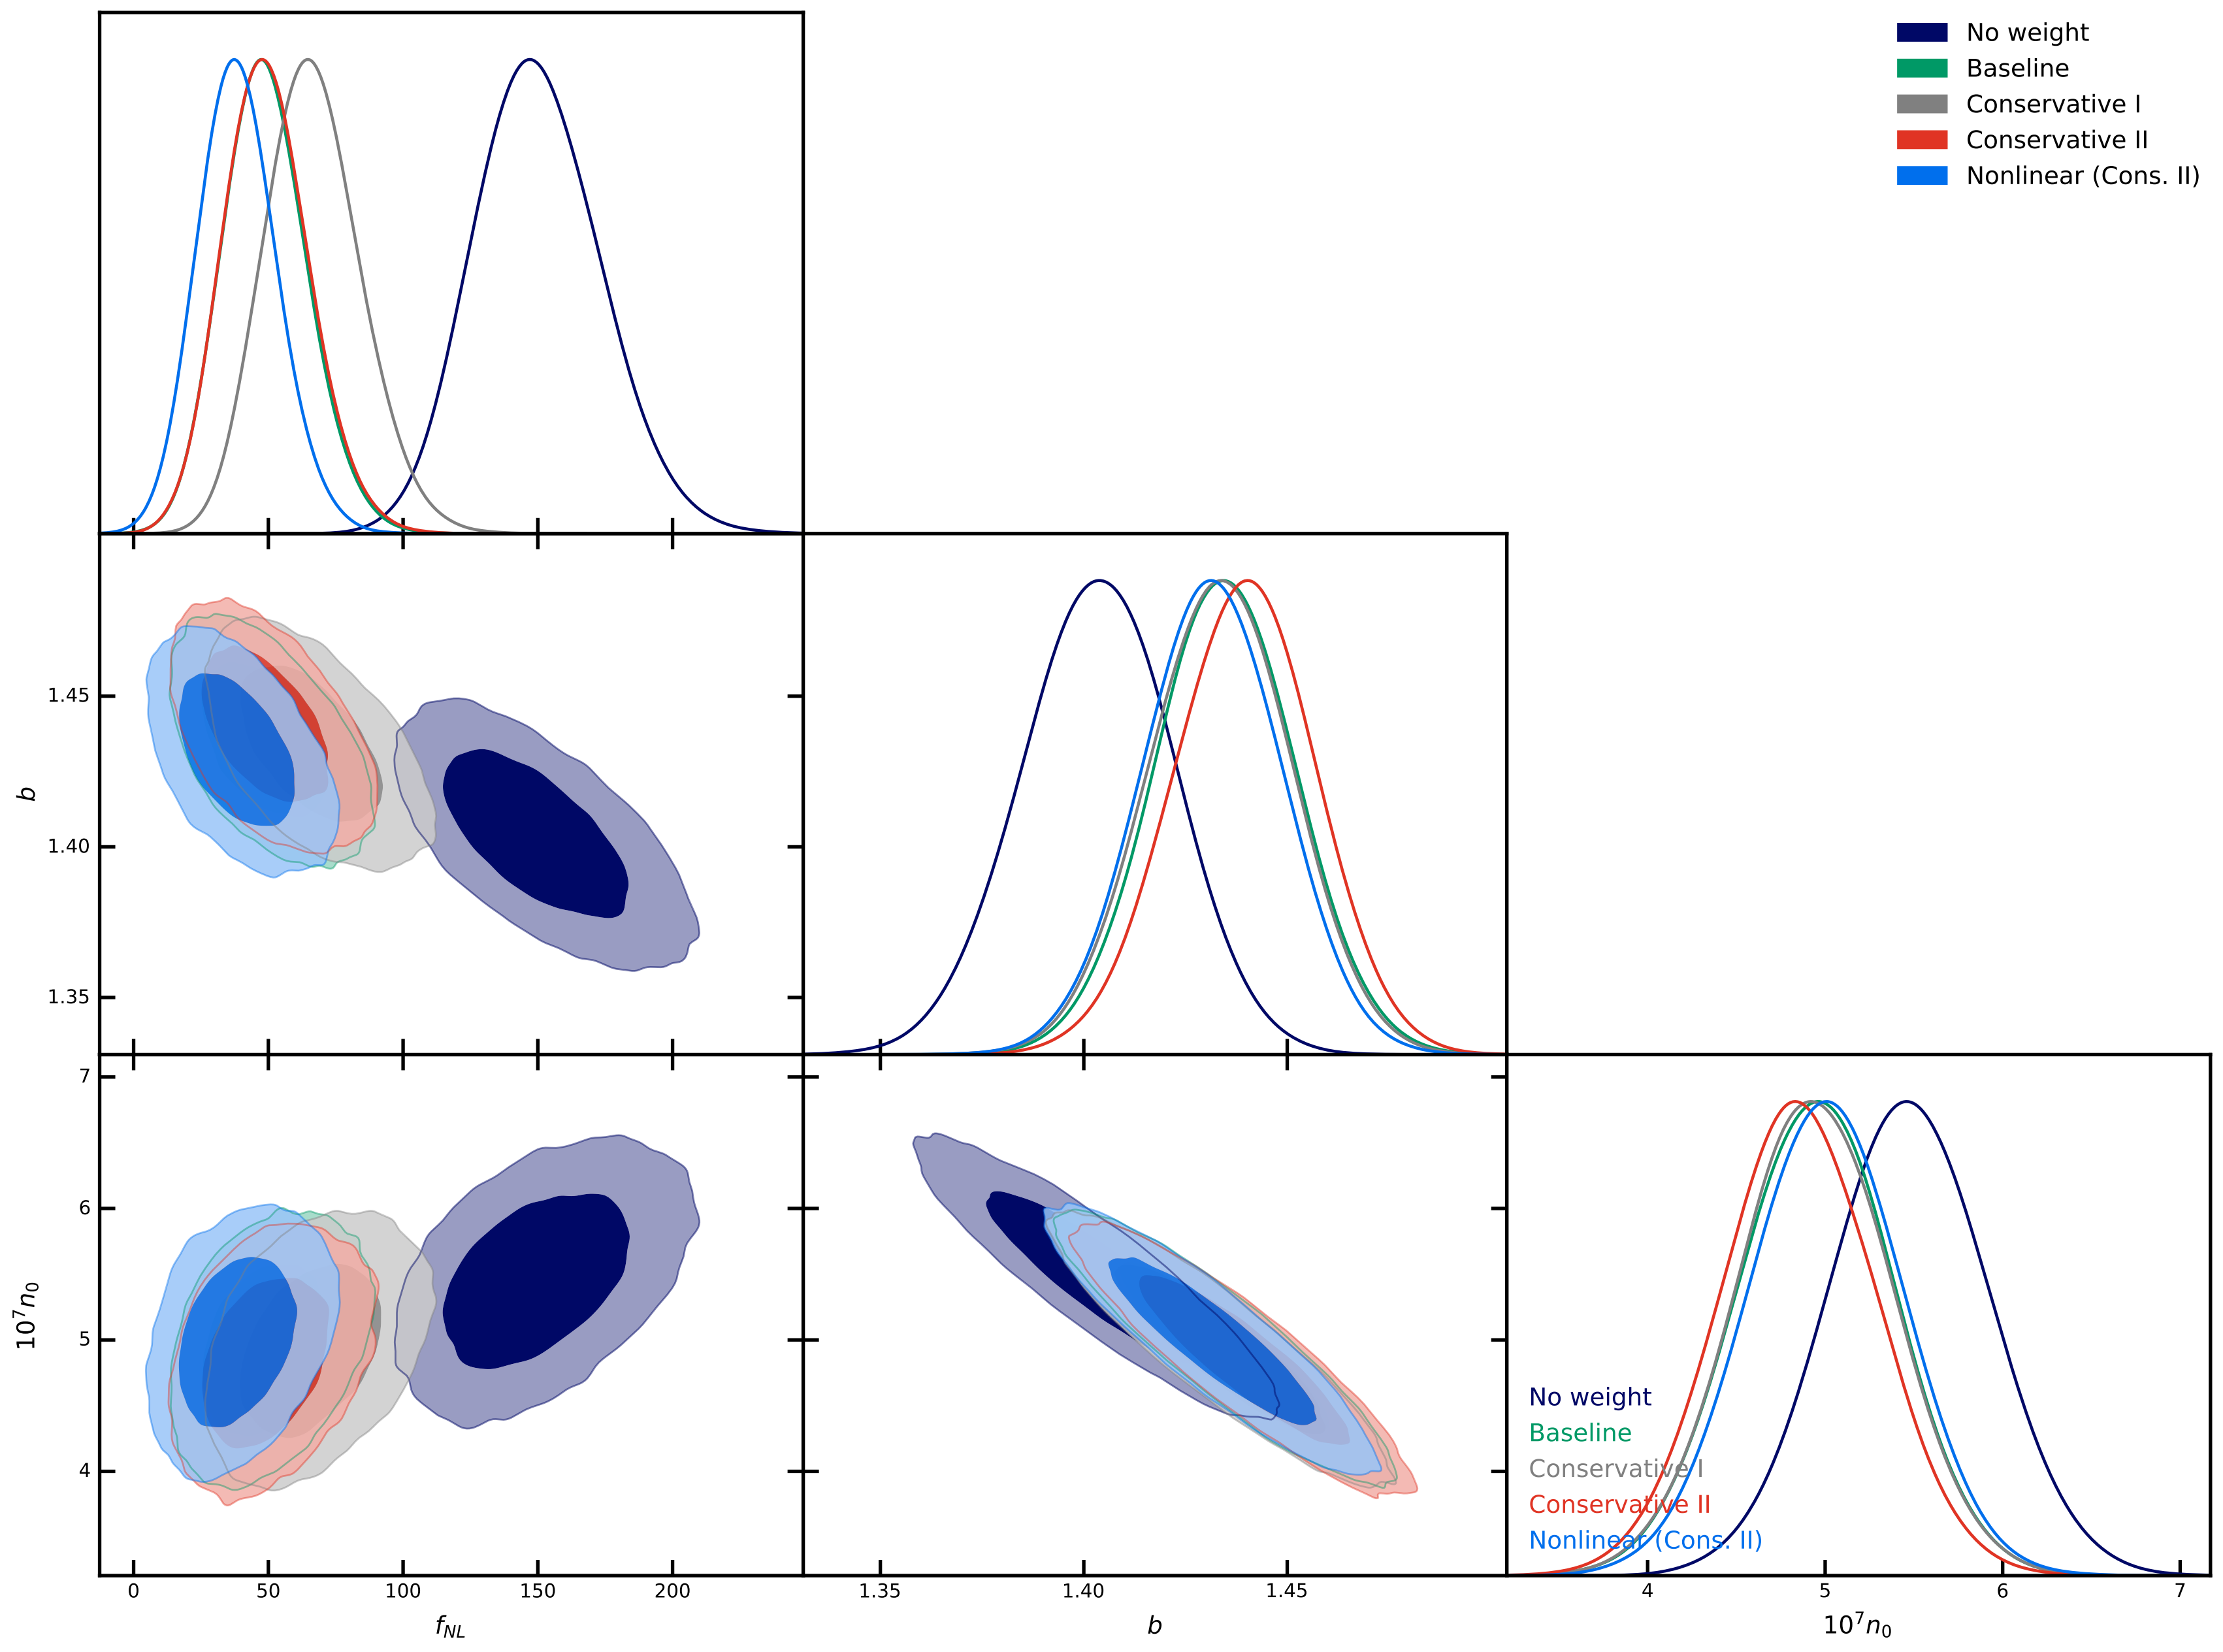 No weight
Baseline
Conservative I
Conservative II
Nonlinear (Cons. II)
b
1.45
1.40
1.35
10⁷n₀
7
6
5
4
No weight
Baseline
Conservative I
Conservative II
Nonlinear (Cons. II)
0 50 100 150 200
1.35 1.40 1.45
4 5 6 7
f_NL
b
10⁷n₀